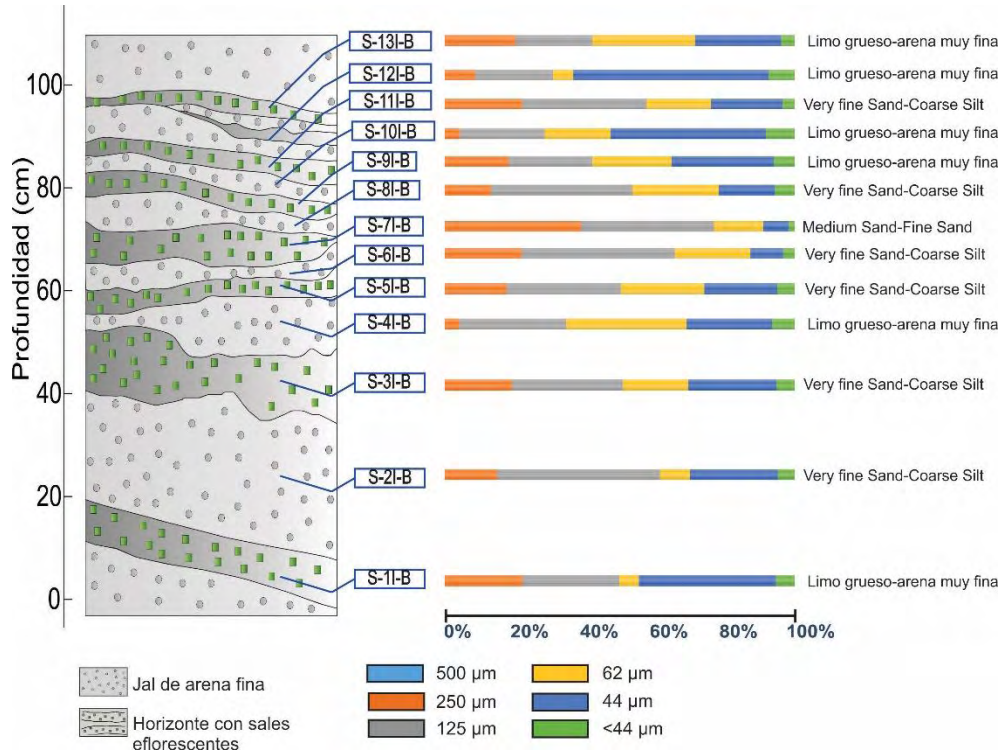 Profundidad (cm)
100
80
60
40
20
0
S-13I-B
S-12I-B
S-11I-B
S-10I-B
S-9I-B
S-8I-B
S-7I-B
S-6I-B
S-5I-B
S-4I-B
S-3I-B
S-2I-B
S-1I-B
Limo grueso-arena muy fina
Limo grueso-arena muy fina
Very fine Sand-Coarse Silt
Limo grueso-arena muy fina
Limo grueso-arena muy fina
Very fine Sand-Coarse Silt
Medium Sand-Fine Sand
Very fine Sand-Coarse Silt
Very fine Sand-Coarse Silt
Limo grueso-arena muy fina
Very fine Sand-Coarse Silt
Very fine Sand-Coarse Silt
Limo grueso-arena muy fina
0% 20% 40% 60% 80% 100%
Jal de arena fina
Horizonte con sales
eflorescentes
500 µm
250 µm
125 µm
62 µm
44 µm
<44 µm